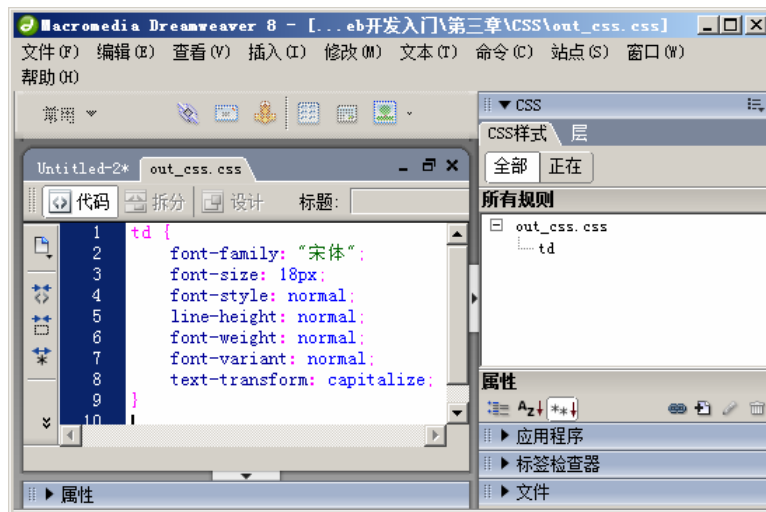 Macromedia Dreamweaver 8 - [...eb开发入门\第三章\CSS\out_css.css]
文件(F) 编辑(E) 查看(V) 插入(I) 修改(M) 文本(T) 命令(C) 站点(S) 窗口(W)
帮助(H)
常用
CSS
CSS样式 层
全部 正在
所有规则
out_css.css
td
Untitled-2* out_css.css
代码 拆分 设计 标题:
1 td {
2 font-family: "宋体";
3 font-size: 18px;
4 font-style: normal;
5 line-height: normal;
6 font-weight: normal;
7 font-variant: normal;
8 text-transform: capitalize;
9 }
10
属性
属性
应用程序
标签检查器
文件